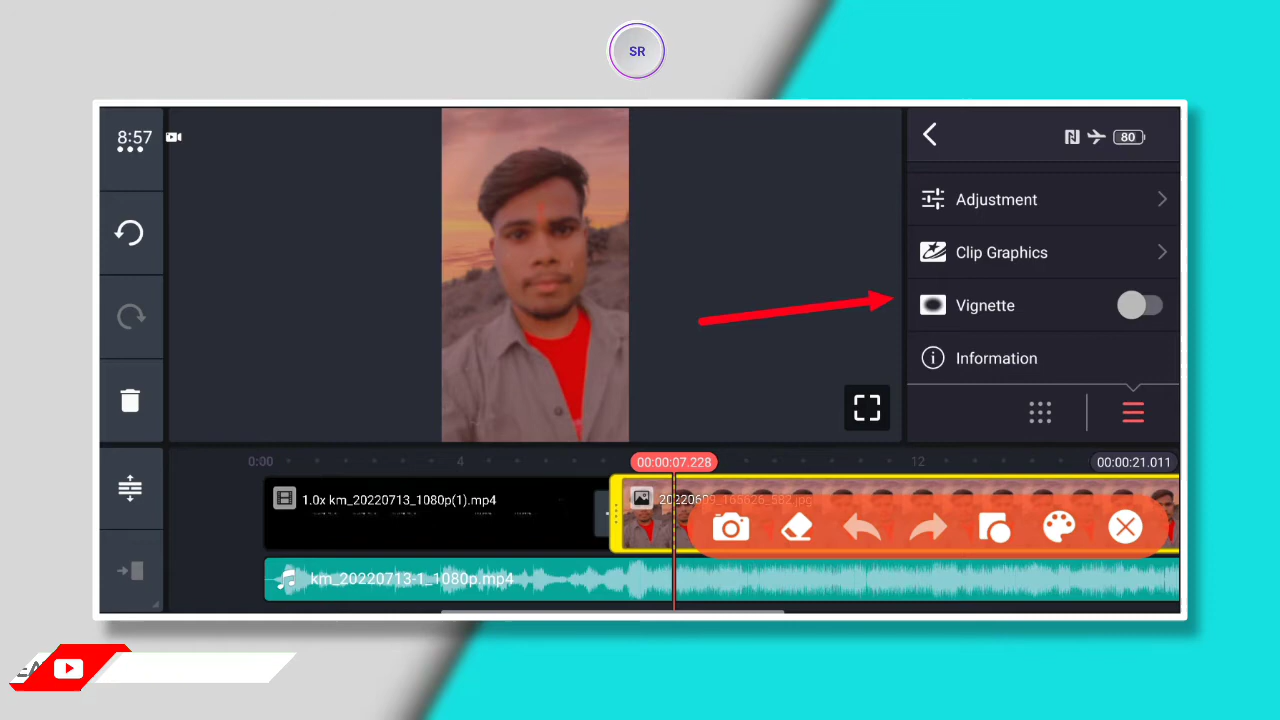 SR
8:57
80
Adjustment
Clip Graphics
Vignette
Information
0:00
4
00:00:07.228
12
00:00:21.011
1.0x km_20220713_1080p(1).mp4
km_20220713-1_1080p.mp4